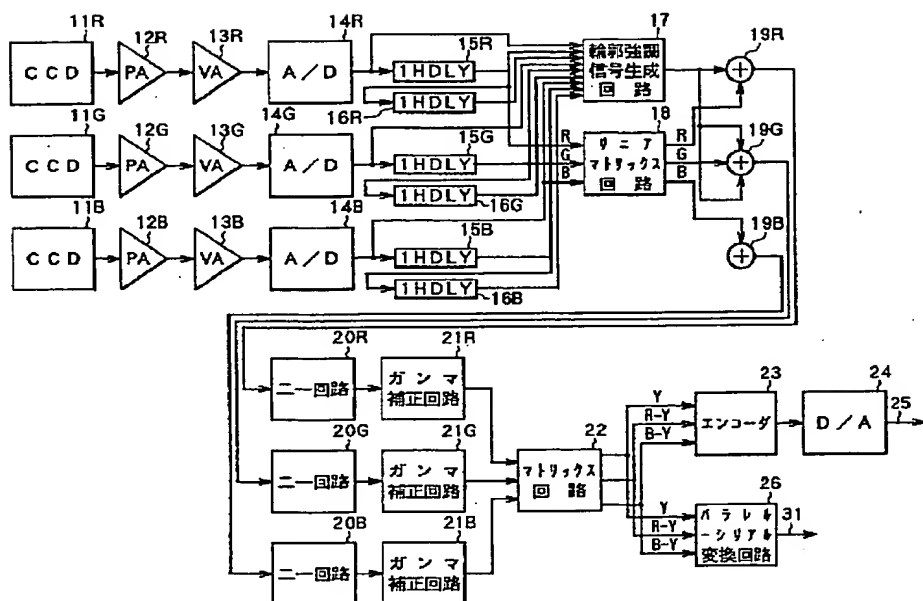 11R
12R
13R
14R
15R
16R
17
19R
CCD
PA
VA
A/D
1HDLY
1HDLY
輪郭強調
信号生成
回路
11G
12G
13G
14G
15G
16G
18
19G
CCD
PA
VA
A/D
1HDLY
1HDLY
R
G
B
リニア
マトリックス
回路
R
G
B
11B
12B
13B
14B
15B
16B
19B
CCD
PA
VA
A/D
1HDLY
1HDLY
20R
21R
ニー回路
ガンマ
補正回路
20G
21G
ニー回路
ガンマ
補正回路
20B
21B
ニー回路
ガンマ
補正回路
22
マトリックス
回路
Y
R-Y
B-Y
23
エンコーダ
24
D/A
25
Y
R-Y
B-Y
26
パラレル
-シリアル
変換回路
31